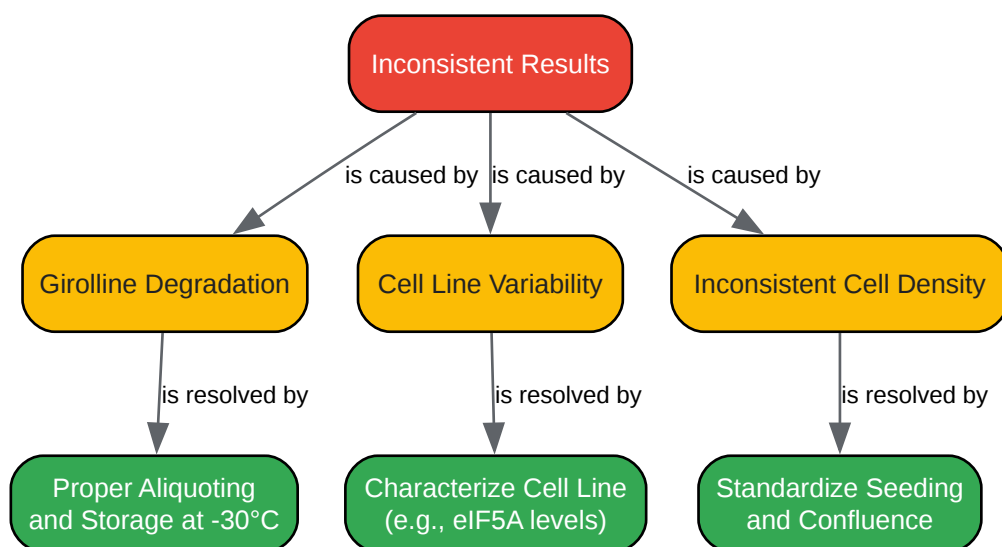 Inconsistent Results
is caused by
is caused by
is caused by
Girolline Degradation
Cell Line Variability
Inconsistent Cell Density
is resolved by
is resolved by
is resolved by
Proper Aliquoting
and Storage at -30°C
Characterize Cell Line
(e.g., eIF5A levels)
Standardize Seeding
and Confluence